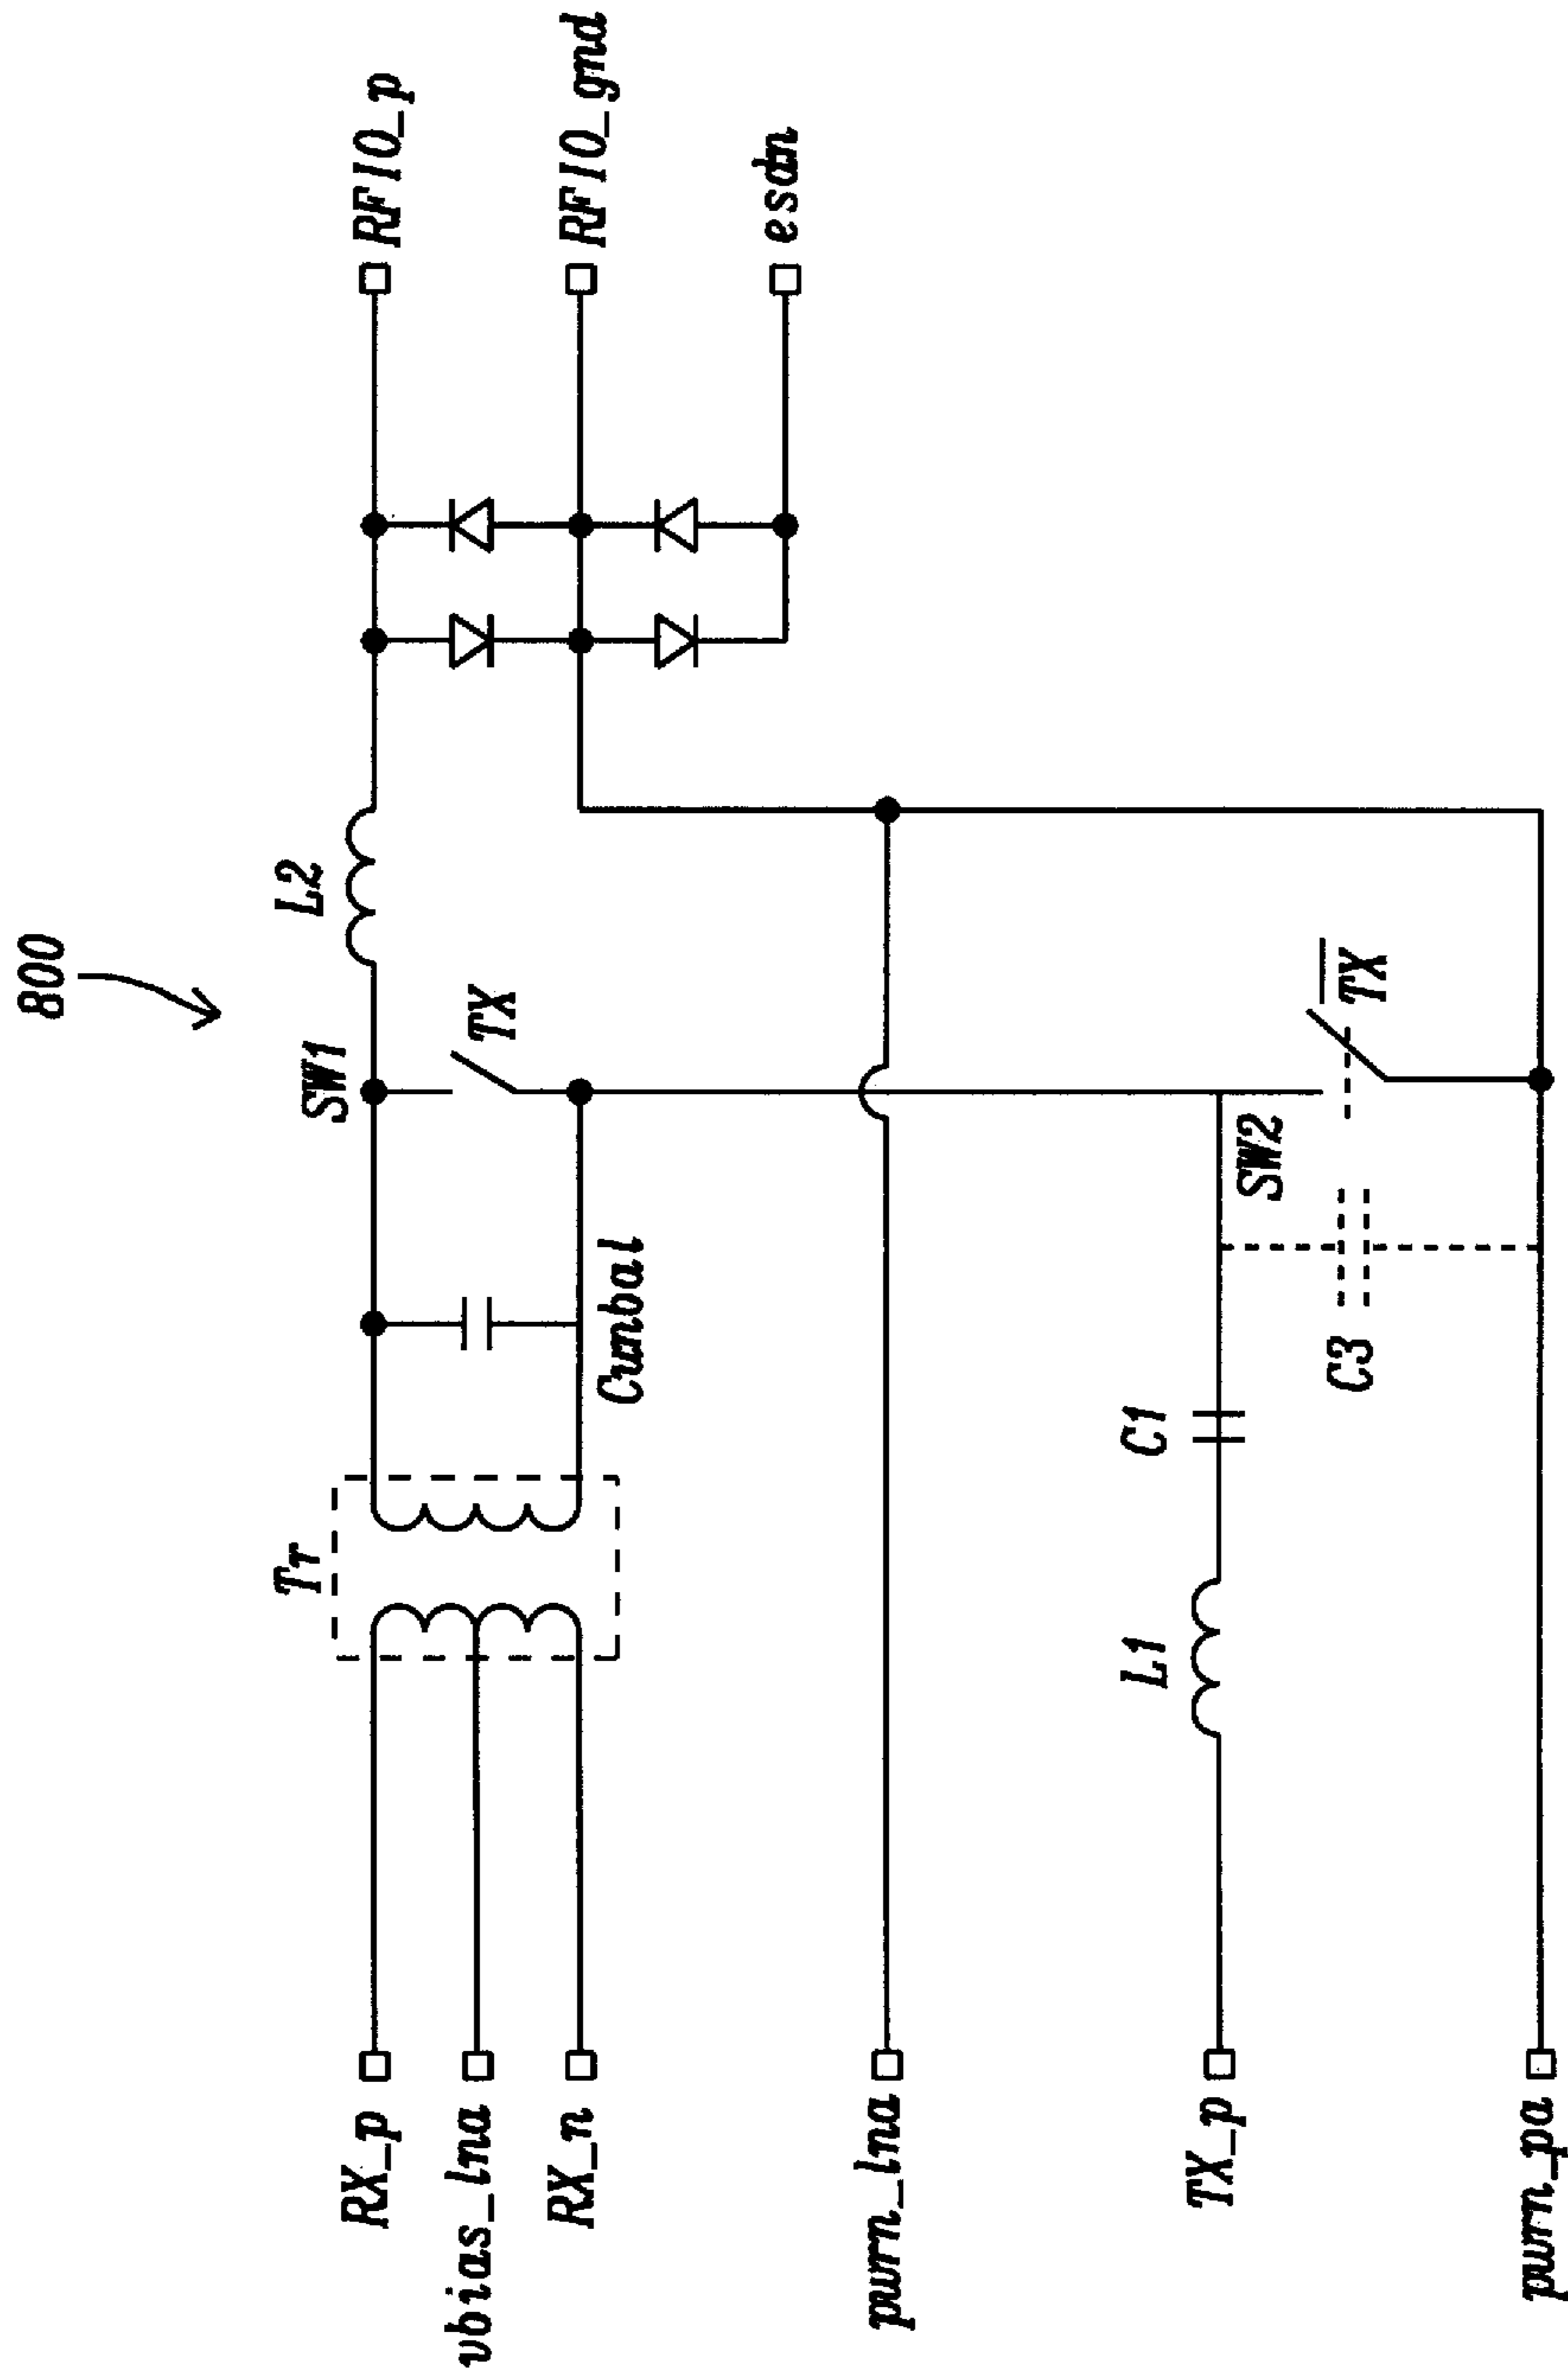 800
Tr
SW1
L2
RFIO_p
TX
RX_p
vbias_lna
RX_n
Cunbal
RFIO_gnd
esdn
pwrn_lna
L1
C1
TX_p
SW2
C3
TX
pwrn_pa